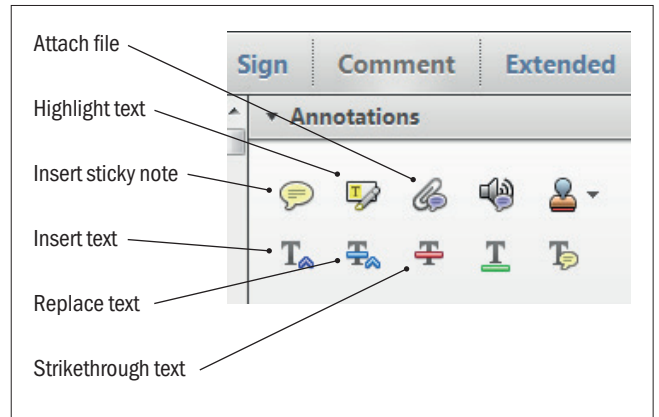 Attach file
Highlight text
Insert sticky note
Insert text
Replace text
Strikethrough text
Sign Comment Extended
Annotations